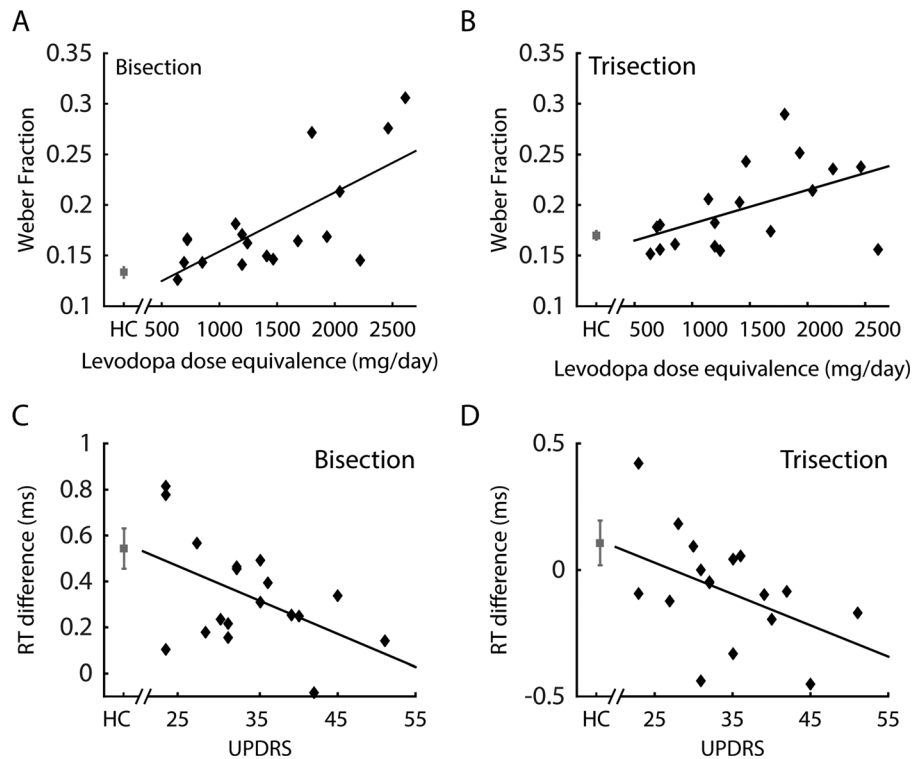 A
0.35
Bisection
0.3
0.25
0.2
0.15
0.1
Weber Fraction
HC 500 1000 1500 2000 2500
Levodopa dose equivalence (mg/day)
B
0.35
Trisection
0.3
0.25
0.2
0.15
0.1
Weber Fraction
HC 500 1000 1500 2000 2500
Levodopa dose equivalence (mg/day)
C
1
Bisection
0.8
0.6
0.4
0.2
0
RT difference (ms)
HC 25 35 45 55
UPDRS
D
0.5
Trisection
0
-0.5
RT difference (ms)
HC 25 35 45 55
UPDRS